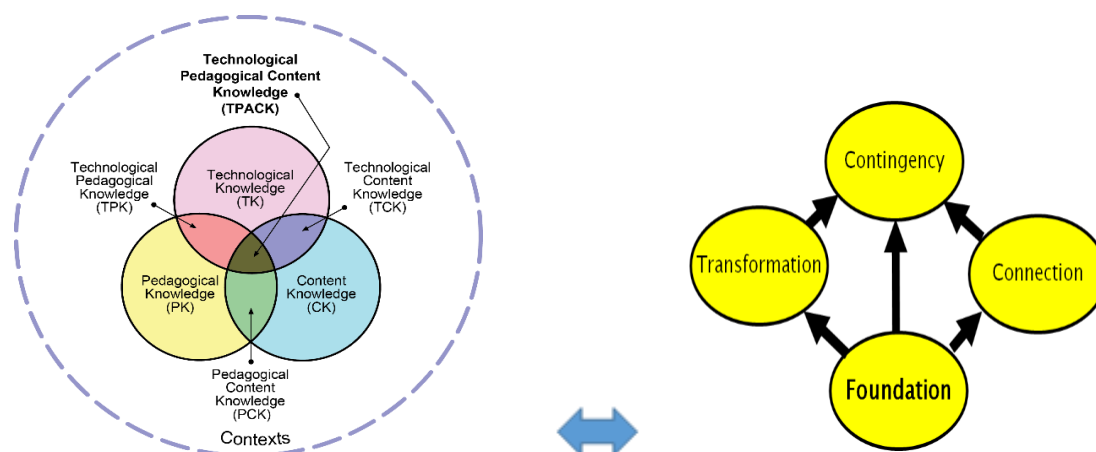 Technological
Pedagogical Content
Knowledge
(TPACK)
Technological
Pedagogical
Knowledge
(TPK)
Technological
Knowledge
(TK)
Technological
Content
Knowledge
(TCK)
Pedagogical
Knowledge
(PK)
Content
Knowledge
(CK)
Pedagogical
Content
Knowledge
(PCK)
Contexts
Contingency
Transformation
Connection
Foundation